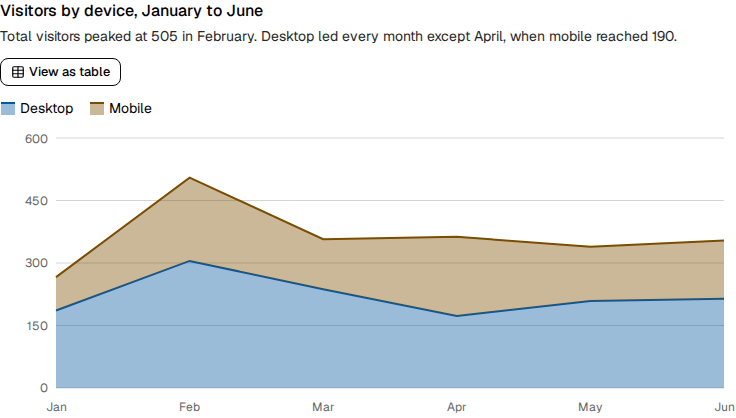 Visitors by device, January to June
Total visitors peaked at 505 in February. Desktop led every month except April, when mobile reached 190.
View as table
Desktop Mobile
600
450
300
150
0
Jan Feb Mar Apr May Jun